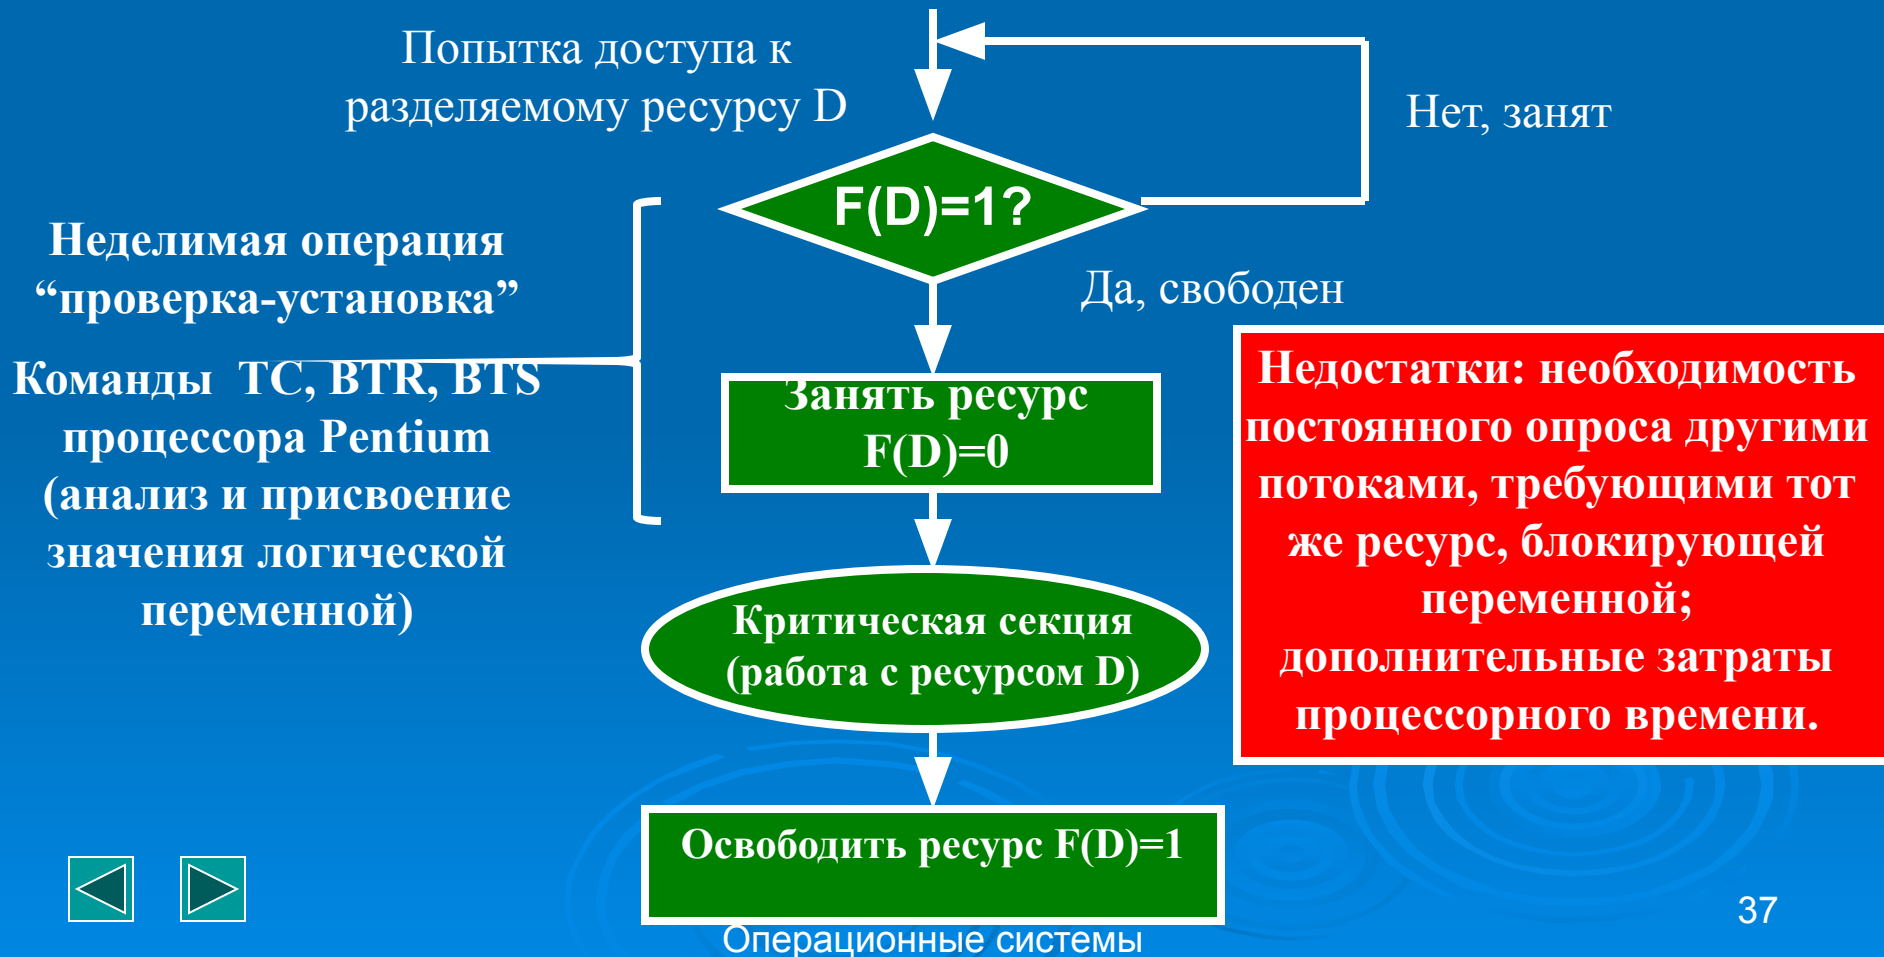 Попытка доступа к
разделяемому ресурсу D
Нет, занят
F(D)=1?
Неделимая операция
“проверка-установка”
Да, свободен
Команды ТС, BTR, BTS
процессора Pentium
(анализ и присвоение
значения логической
переменной)
Занять ресурс
F(D)=0
Недостатки: необходимость
постоянного опроса другими
потоками, требующими тот
же ресурс, блокирующей
переменной;
дополнительные затраты
процессорного времени.
Критическая секция
(работа с ресурсом D)
Освободить ресурс F(D)=1
Операционные системы
37